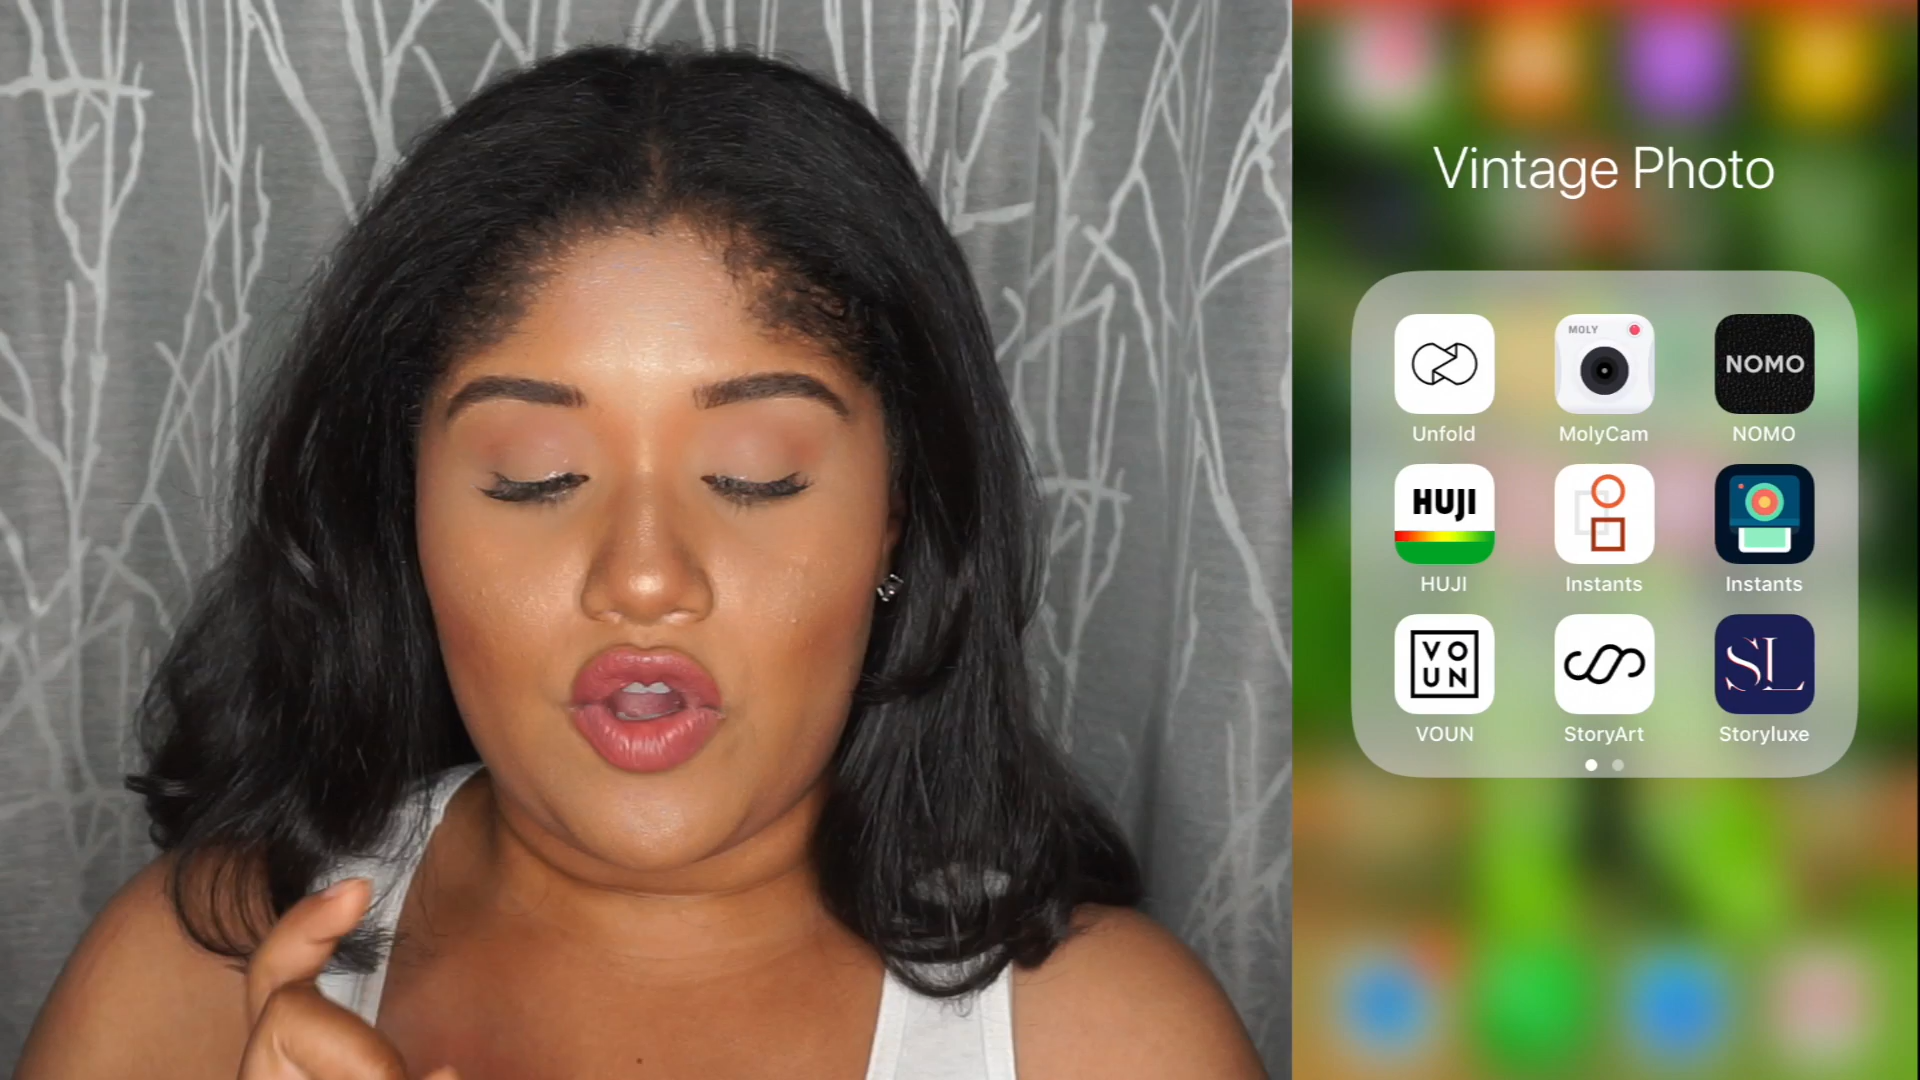 Vintage Photo
MOLY
NOMO
Unfold
MolyCam
NOMO
HUJI
HUJI
Instants
Instants
VO
UN
SL
VOUN
StoryArt
Storyluxe